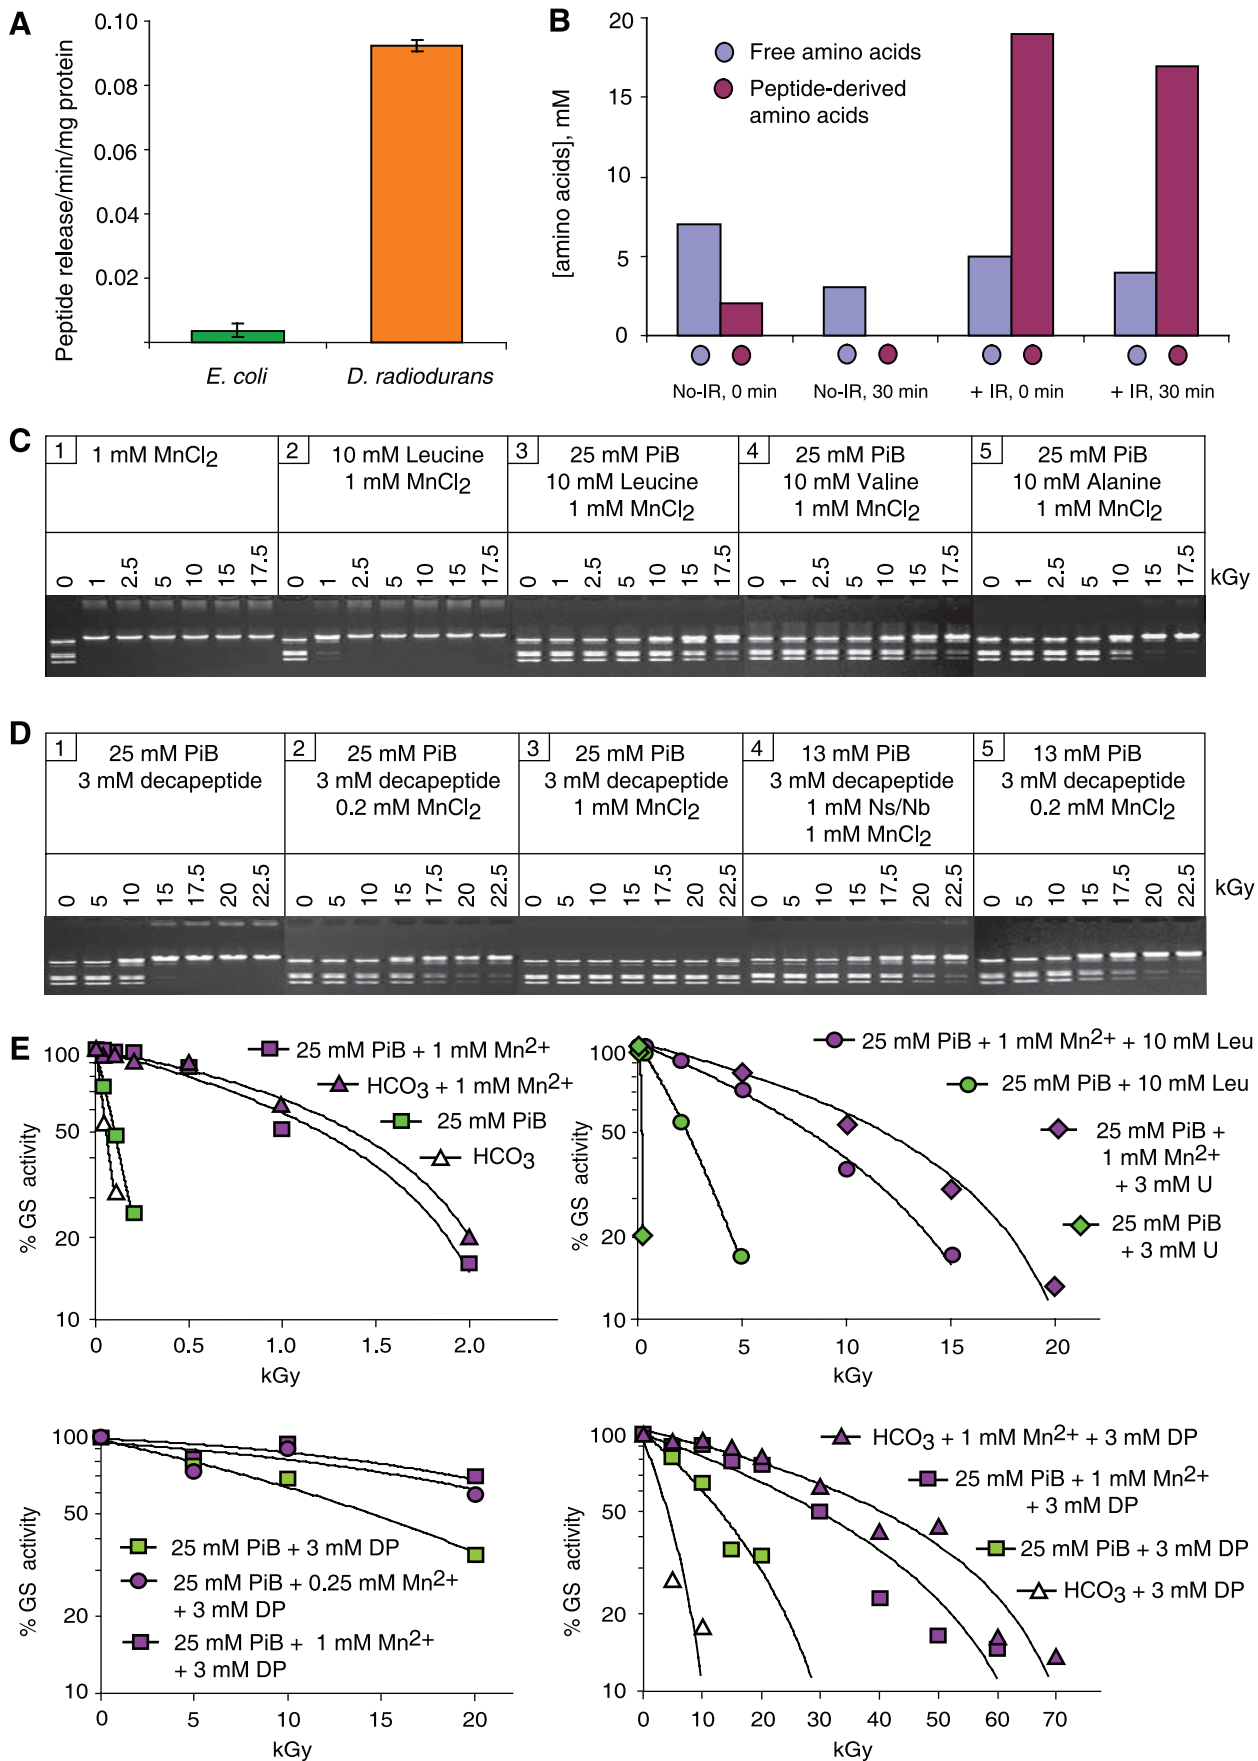 A
Peptide release/min/mg protein
0.10
0.08
0.06
0.04
0.02
E. coli
D. radiodurans
B
[amino acids], mM
20
15
10
5
0
Free amino acids
Peptide-derived
amino acids
No-IR, 0 min
No-IR, 30 min
+ IR, 0 min
+ IR, 30 min
C
1
1 mM MnCl2
2
10 mM Leucine
1 mM MnCl2
3
25 mM PiB
10 mM Leucine
1 mM MnCl2
4
25 mM PiB
10 mM Valine
1 mM MnCl2
5
25 mM PiB
10 mM Alanine
1 mM MnCl2
0 1 2.5 5 10 15 17.5
0 1 2.5 5 10 15 17.5
0 1 2.5 5 10 15 17.5
0 1 2.5 5 10 15 17.5
0 1 2.5 5 10 15 17.5
kGy
D
1
25 mM PiB
3 mM decapeptide
2
25 mM PiB
3 mM decapeptide
0.2 mM MnCl2
3
25 mM PiB
3 mM decapeptide
1 mM MnCl2
4
13 mM PiB
3 mM decapeptide
1 mM Ns/Nb
1 mM MnCl2
5
13 mM PiB
3 mM decapeptide
0.2 mM MnCl2
0 5 10 15 17.5 20 22.5
0 5 10 15 17.5 20 22.5
0 5 10 15 17.5 20 22.5
0 5 10 15 17.5 20 22.5
0 5 10 15 17.5 20 22.5
kGy
E
% GS activity
100
50
20
10
25 mM PiB + 1 mM Mn2+
HCO3 + 1 mM Mn2+
25 mM PiB
HCO3
0 0.5 1.0 1.5 2.0
kGy
% GS activity
100
50
20
10
25 mM PiB + 1 mM Mn2+ + 10 mM Leu
25 mM PiB + 10 mM Leu
25 mM PiB +
1 mM Mn2+
+ 3 mM U
25 mM PiB
+ 3 mM U
0 5 10 15 20
kGy
% GS activity
100
50
20
10
25 mM PiB + 3 mM DP
25 mM PiB + 0.25 mM Mn2+
+ 3 mM DP
25 mM PiB + 1 mM Mn2+
+ 3 mM DP
0 5 10 15 20
kGy
% GS activity
100
50
20
10
HCO3 + 1 mM Mn2+ + 3 mM DP
25 mM PiB + 1 mM Mn2+
+ 3 mM DP
25 mM PiB + 3 mM DP
HCO3 + 3 mM DP
0 10 20 30 40 50 60 70
kGy